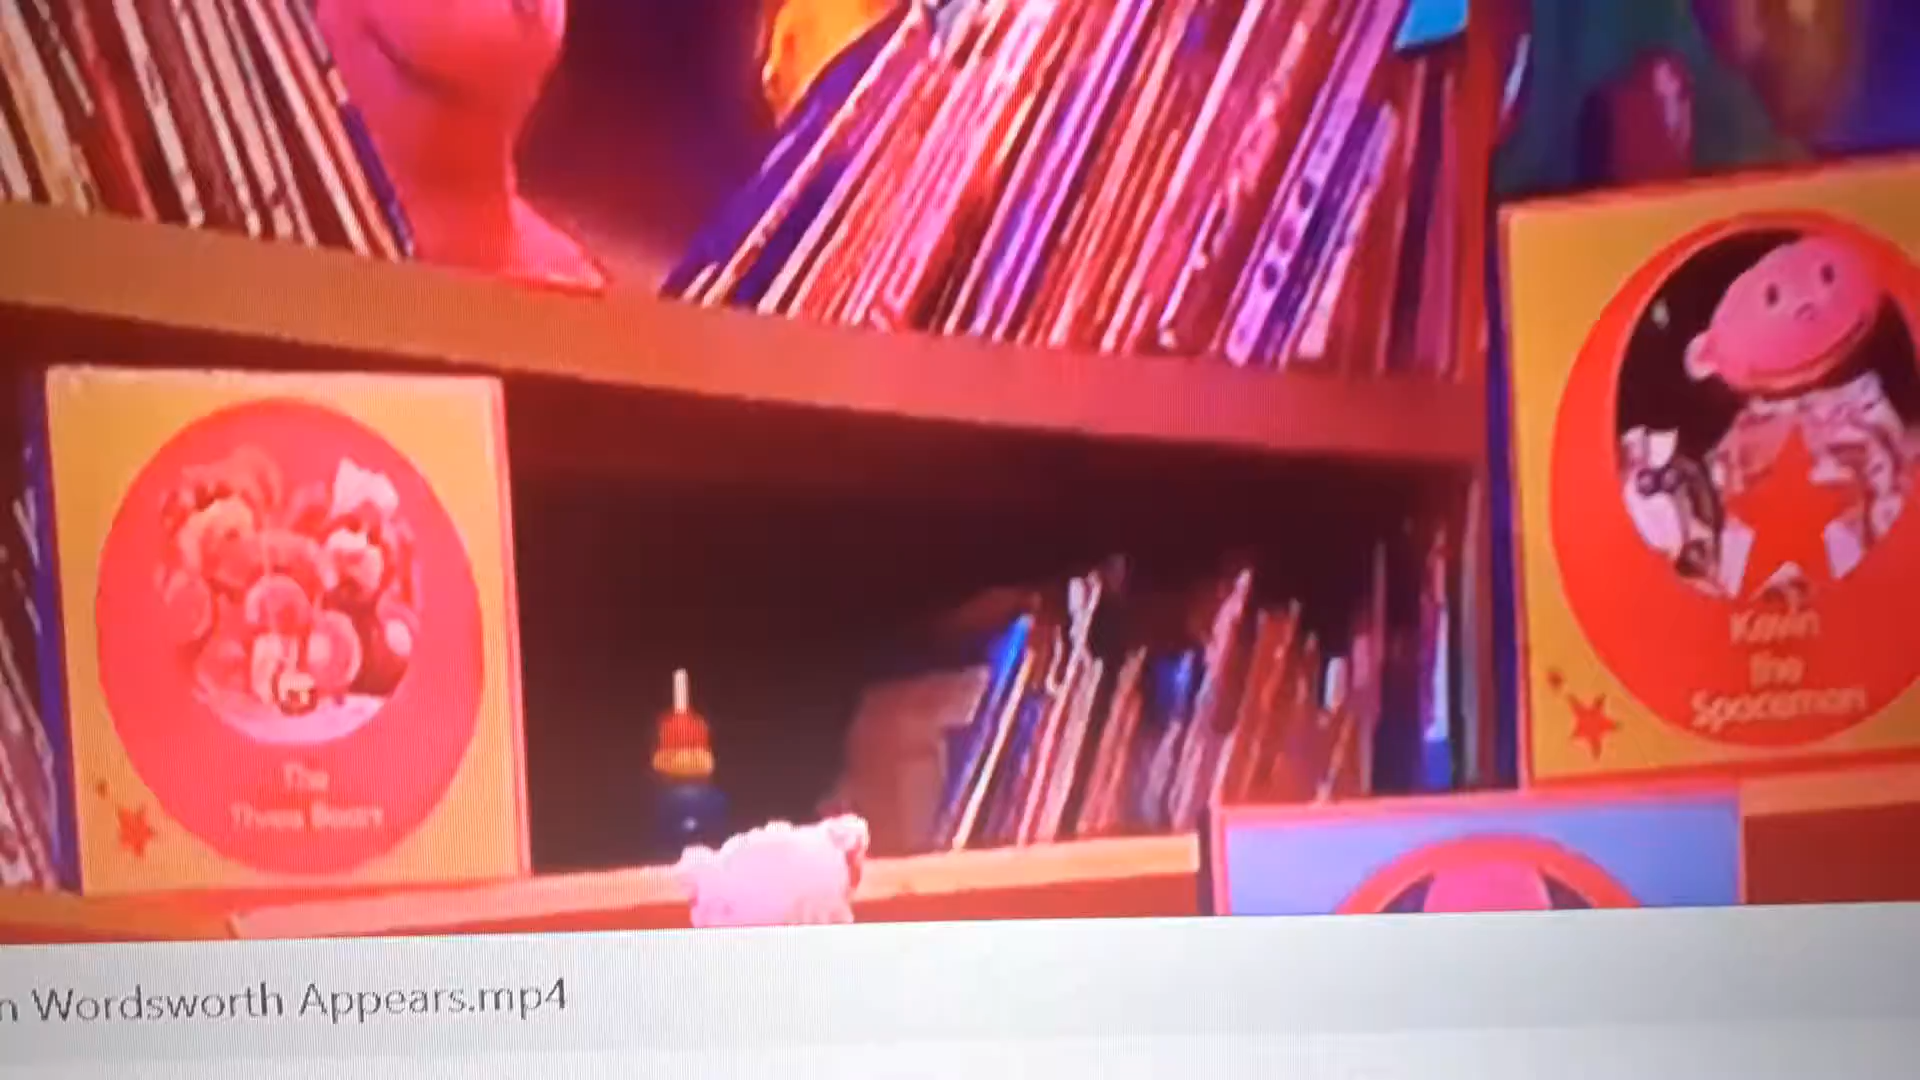 The
Three Bears
Kevin
the
Spaceman
n Wordsworth Appears.mp4